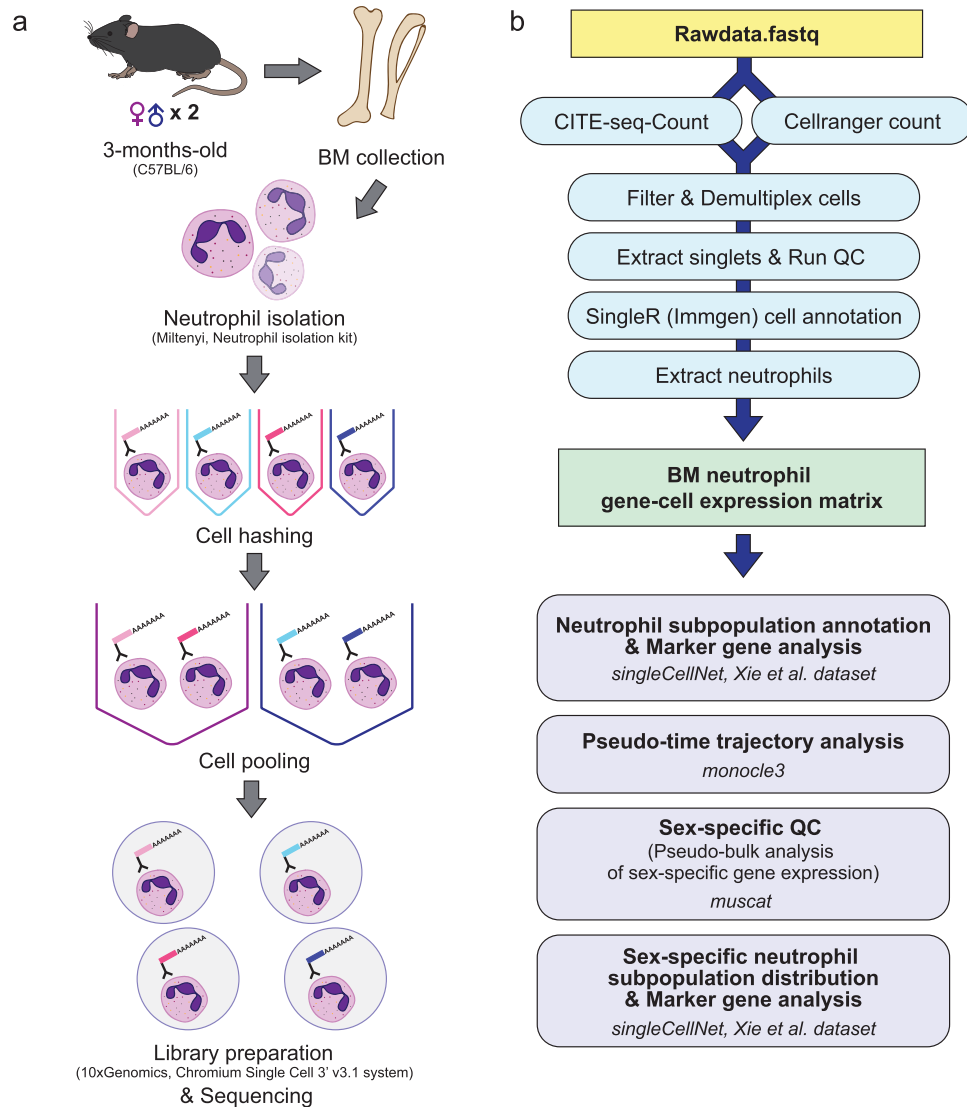 a
♀♂ x 2
3-months-old
(C57BL/6)
BM collection
Neutrophil isolation
(Miltenyi, Neutrophil isolation kit)
AAAAAAA
AAAAAAA
AAAAAAA
AAAAAAA
Cell hashing
AAAAAAA
AAAAAAA
AAAAAAA
AAAAAAA
Cell pooling
AAAAAAA
AAAAAAA
AAAAAAA
AAAAAAA
Library preparation
(10xGenomics, Chromium Single Cell 3' v3.1 system)
& Sequencing
b
Rawdata.fastq
CITE-seq-Count
Cellranger count
Filter & Demultiplex cells
Extract singlets & Run QC
SingleR (Immgen) cell annotation
Extract neutrophils
BM neutrophil
gene-cell expression matrix
Neutrophil subpopulation annotation
& Marker gene analysis
singleCellNet, Xie et al. dataset
Pseudo-time trajectory analysis
monocle3
Sex-specific QC
(Pseudo-bulk analysis
of sex-specific gene expression)
muscat
Sex-specific neutrophil
subpopulation distribution
& Marker gene analysis
singleCellNet, Xie et al. dataset